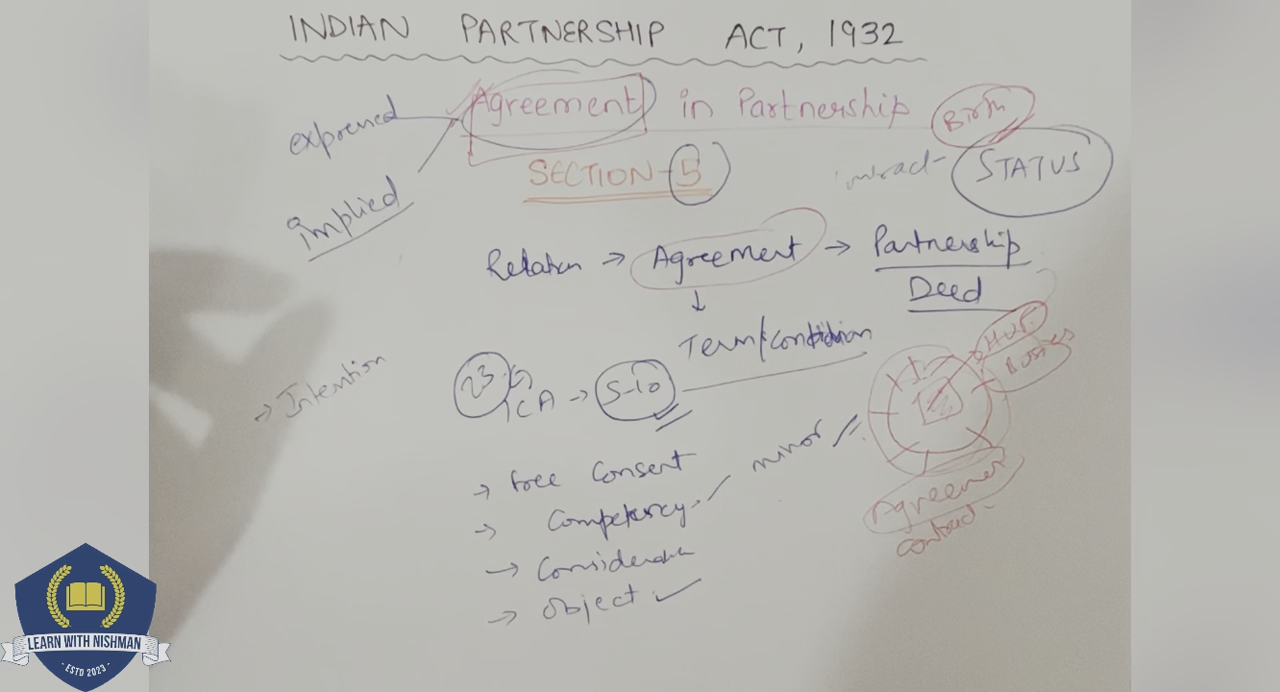 INDIAN PARTNERSHIP ACT, 1932
expressed
Agreement in Partnership
Birth
SECTION-5
STATUS
implied
Relation → Agreement → Partnership
Deed
↓
Term/condition
→ Intention
23
ICA → S-10
HUF
Business
→ free Consent
→ Competency
minor
→ Consideration
→ Object ✓
Agreement
contract
LEARN WITH NISHMAN
· ESTD 2023 ·